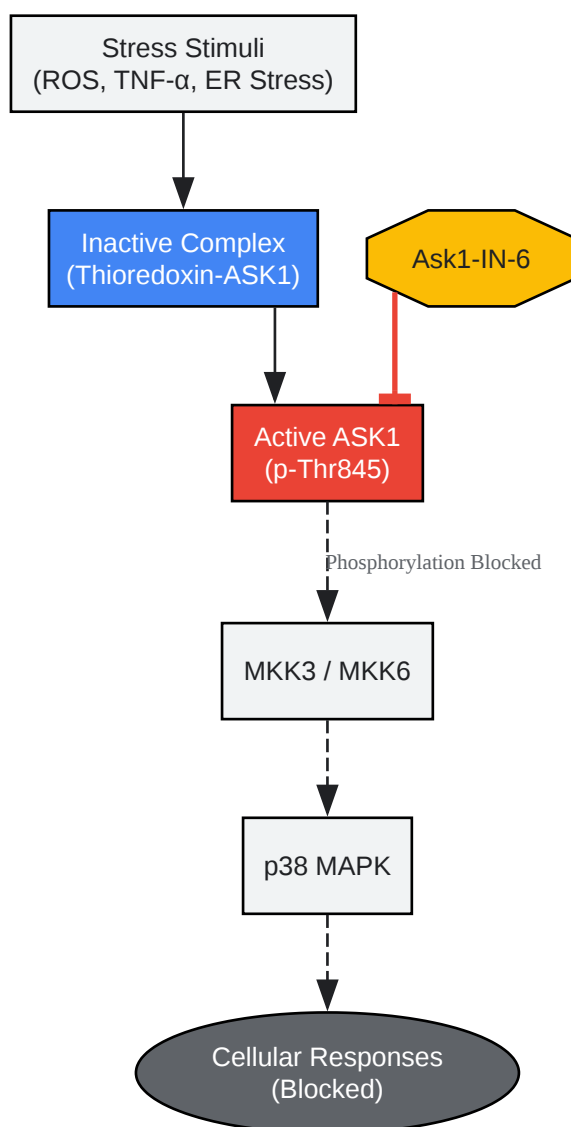 Stress Stimuli
(ROS, TNF-α, ER Stress)
Inactive Complex
(Thioredoxin-ASK1)
Ask1-IN-6
Active ASK1
(p-Thr845)
Phosphorylation Blocked
MKK3 / MKK6
p38 MAPK
Cellular Responses
(Blocked)